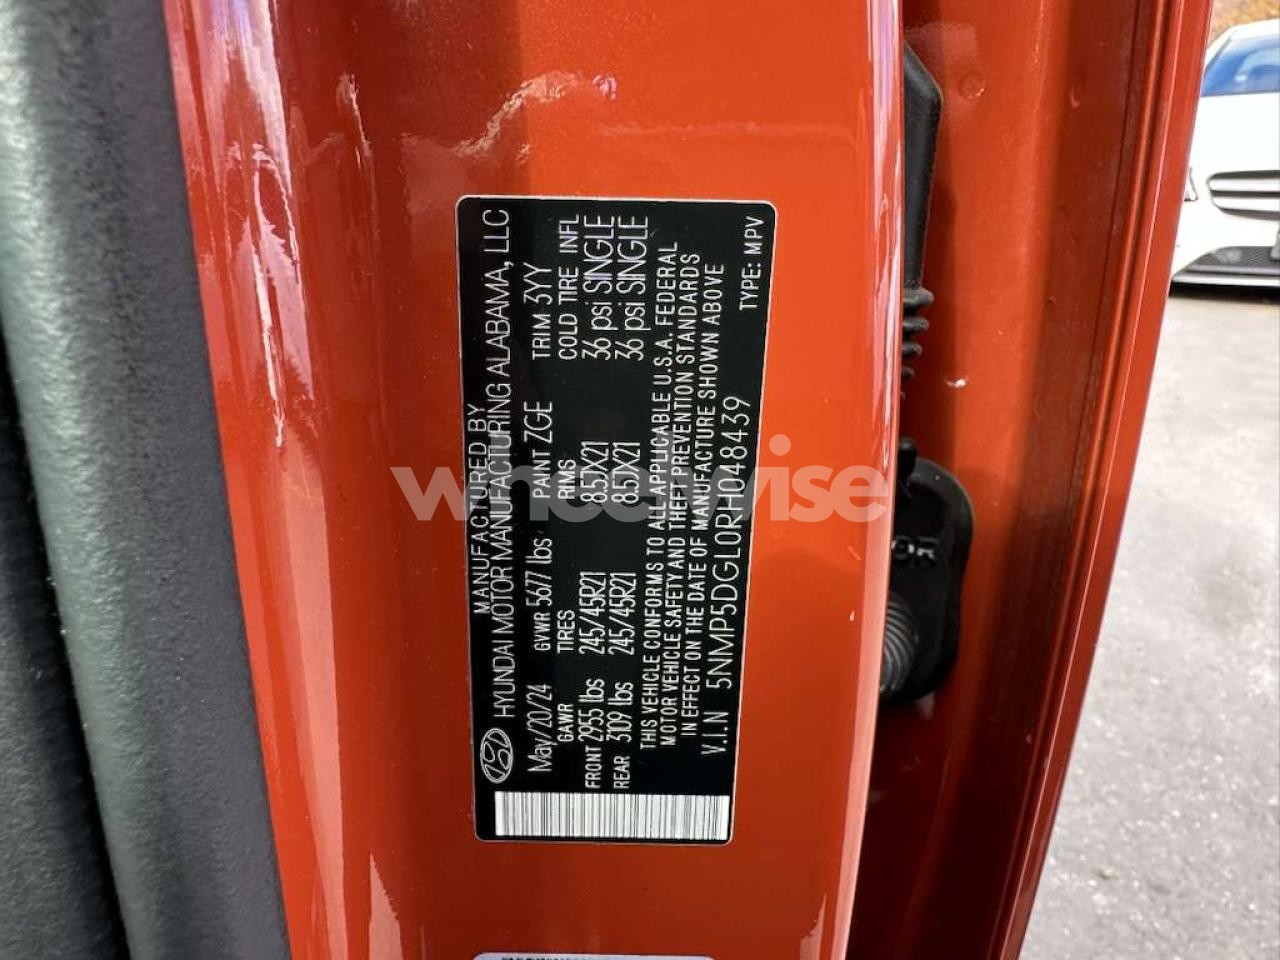 MANUFACTURED BY
HYUNDAI MOTOR MANUFACTURING ALABAMA, LLC
May/20/24 GVWR 5677 lbs PAINT ZGE TRIM 3YY
GAWR TIRES RIMS COLD TIRE INFL
FRONT 2955 lbs 245/45R21 8.5JX21 36 psi SINGLE
REAR 3109 lbs 245/45R21 8.5JX21 36 psi SINGLE
THIS VEHICLE CONFORMS TO ALL APPLICABLE U.S.A. FEDERAL
MOTOR VEHICLE SAFETY AND THEFT PREVENTION STANDARDS
IN EFFECT ON THE DATE OF MANUFACTURE SHOWN ABOVE
V.I.N 5NMP5DGL0RH048439 TYPE: MPV
wheelwise